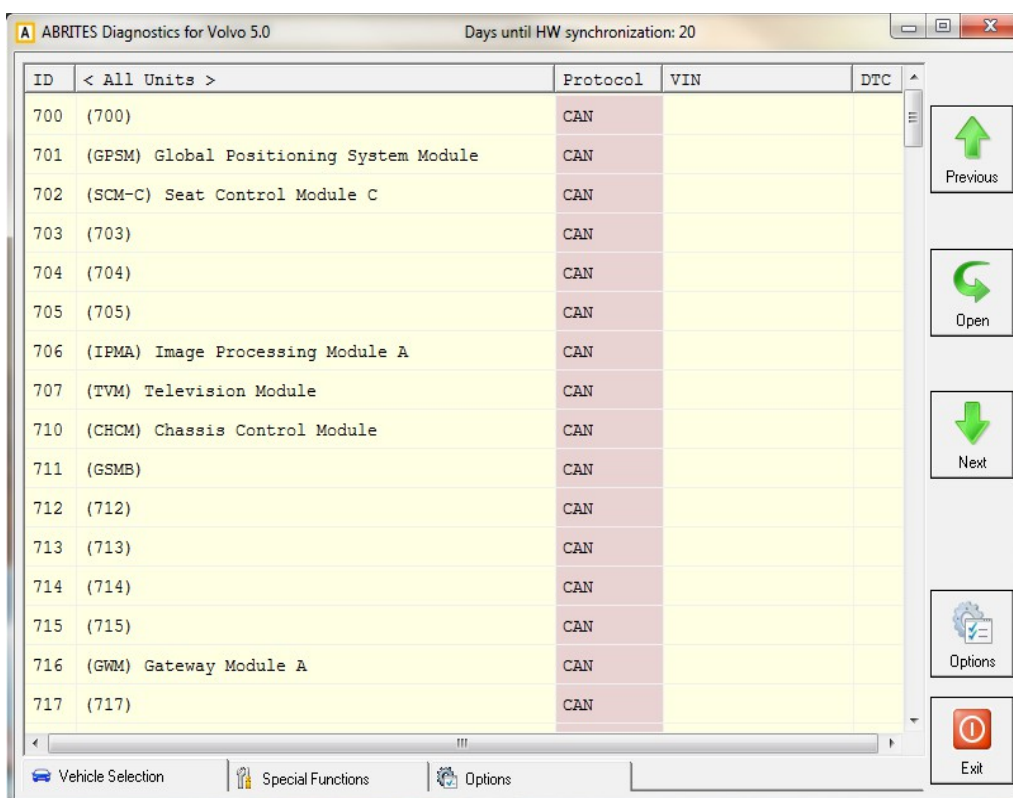 A ABRITES Diagnostics for Volvo 5.0 Days until HW synchronization: 20
ID < All Units > Protocol VIN DTC
700 (700) CAN
701 (GPSM) Global Positioning System Module CAN
702 (SCM-C) Seat Control Module C CAN
703 (703) CAN
704 (704) CAN
705 (705) CAN
706 (IPMA) Image Processing Module A CAN
707 (TVM) Television Module CAN
710 (CHCM) Chassis Control Module CAN
711 (GSMB) CAN
712 (712) CAN
713 (713) CAN
714 (714) CAN
715 (715) CAN
716 (GWM) Gateway Module A CAN
717 (717) CAN
Previous
Open
Next
Options
Exit
Vehicle Selection Special Functions Options